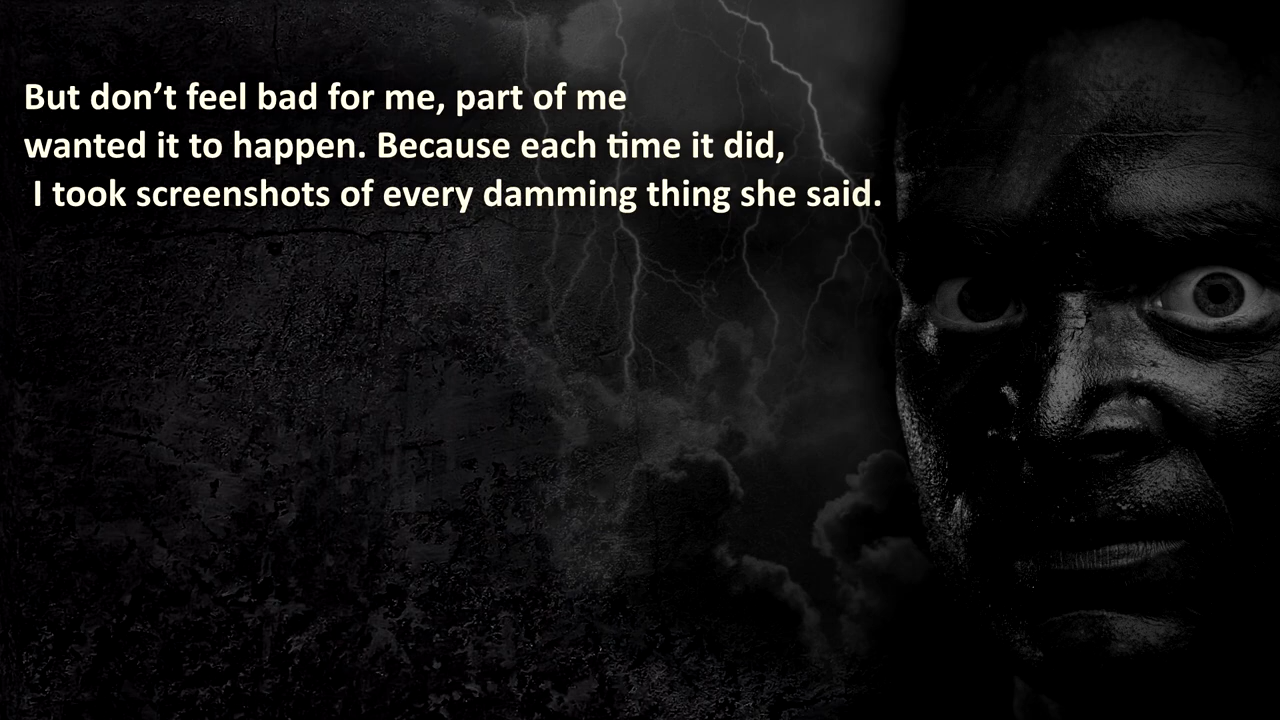 But don’t feel bad for me, part of me
wanted it to happen. Because each time it did,
I took screenshots of every damming thing she said.